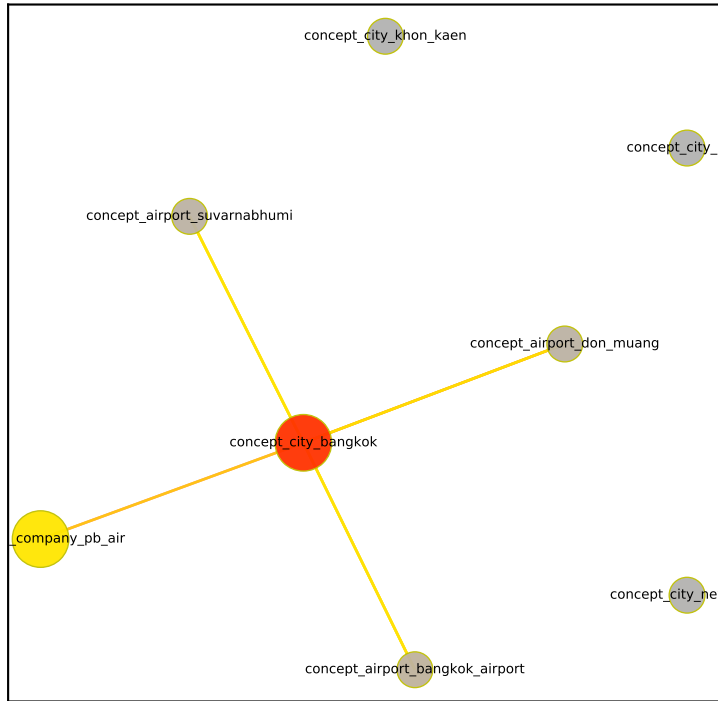 concept_city_khon_kaen
concept_city_
concept_airport_suvarnabhumi
concept_airport_don_muang
concept_city_bangkok
_company_pb_air
concept_city_ne
concept_airport_bangkok_airport